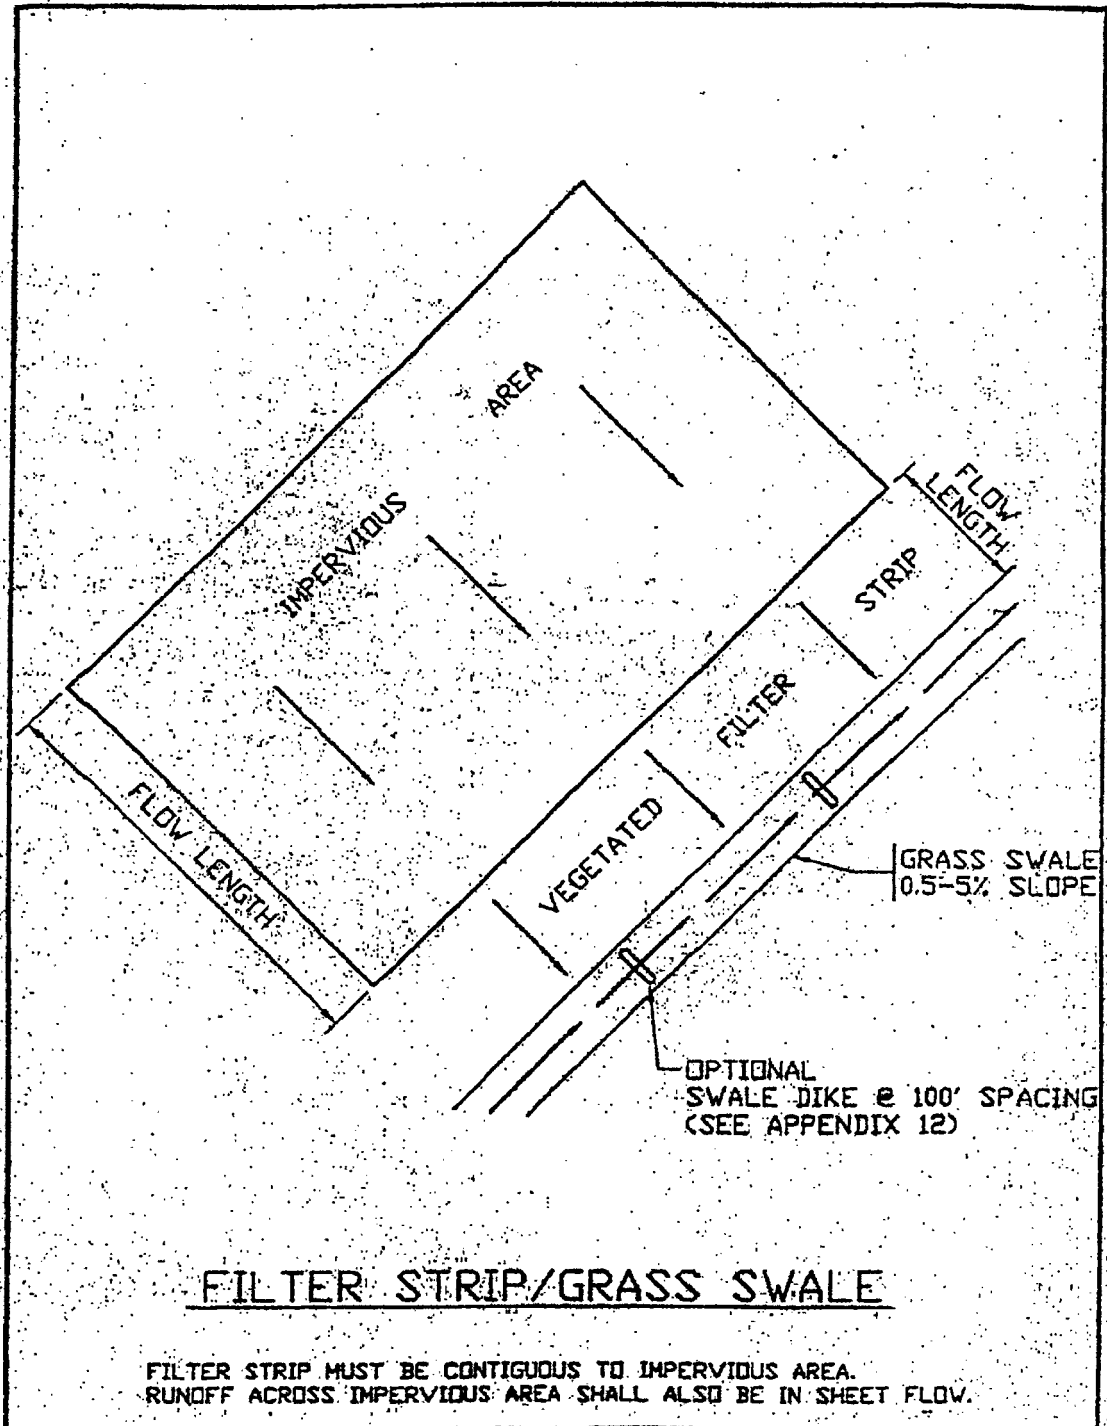 AREA
IMPERVIOUS
FLOW
LENGTH
STRIP
FILTER
VEGETATED
FLOW LENGTH
GRASS SWALE
0.5-5% SLOPE
OPTIONAL
SWALE DIKE @ 100' SPACING
(SEE APPENDIX 12)
FILTER STRIP/GRASS SWALE
FILTER STRIP MUST BE CONTIGUOUS TO IMPERVIOUS AREA.
RUNOFF ACROSS IMPERVIOUS AREA SHALL ALSO BE IN SHEET FLOW.